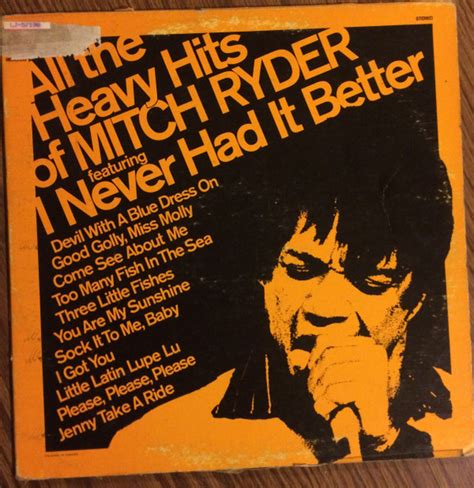 STEREO
All the
Heavy Hits
of MITCH RYDER
featuring
I Never Had It Better
Devil With A Blue Dress On
Good Golly, Miss Molly
Come See About Me
Too Many Fish In The Sea
Three Little Fishes
You Are My Sunshine
Sock It To Me, Baby
I Got You
Little Latin Lupe Lu
Please, Please, Please
Jenny Take A Ride